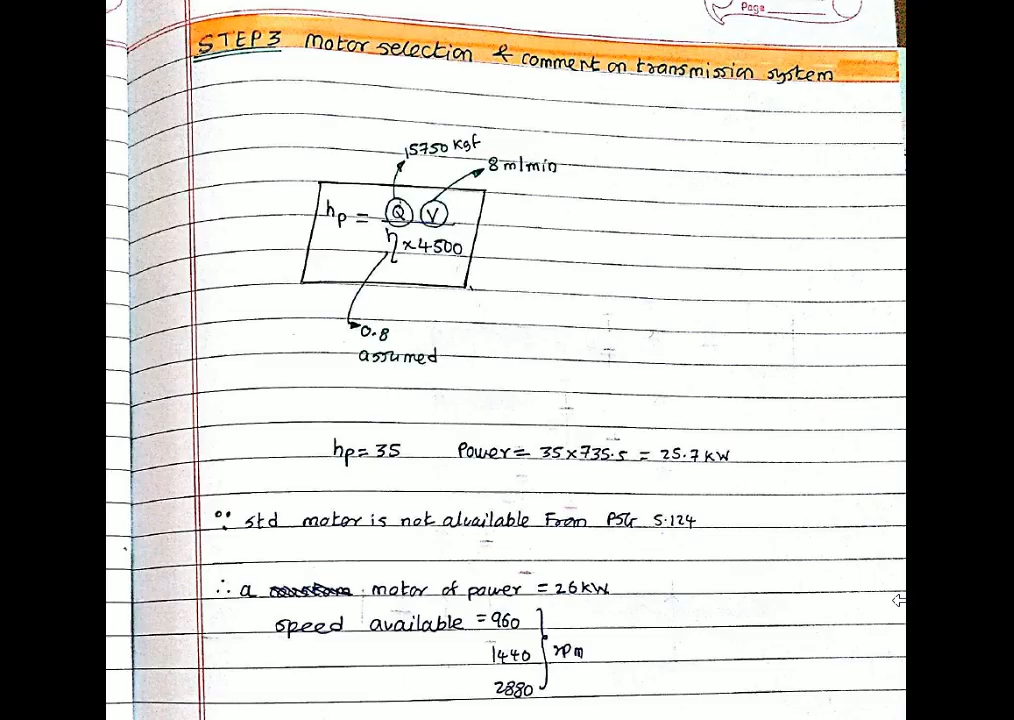 Page
STEP 3 Motor selection & comment on transmission system
15750 Kgf
8 m/min
hp = Q V
η × 4500
0.8
assumed
hp = 35 Power = 35 × 735.5 = 25.7 kW
∵ std motor is not alvailable From PSG 5.124
∴ a motor of power = 26 kW
speed available = 960
1440 rpm
2880